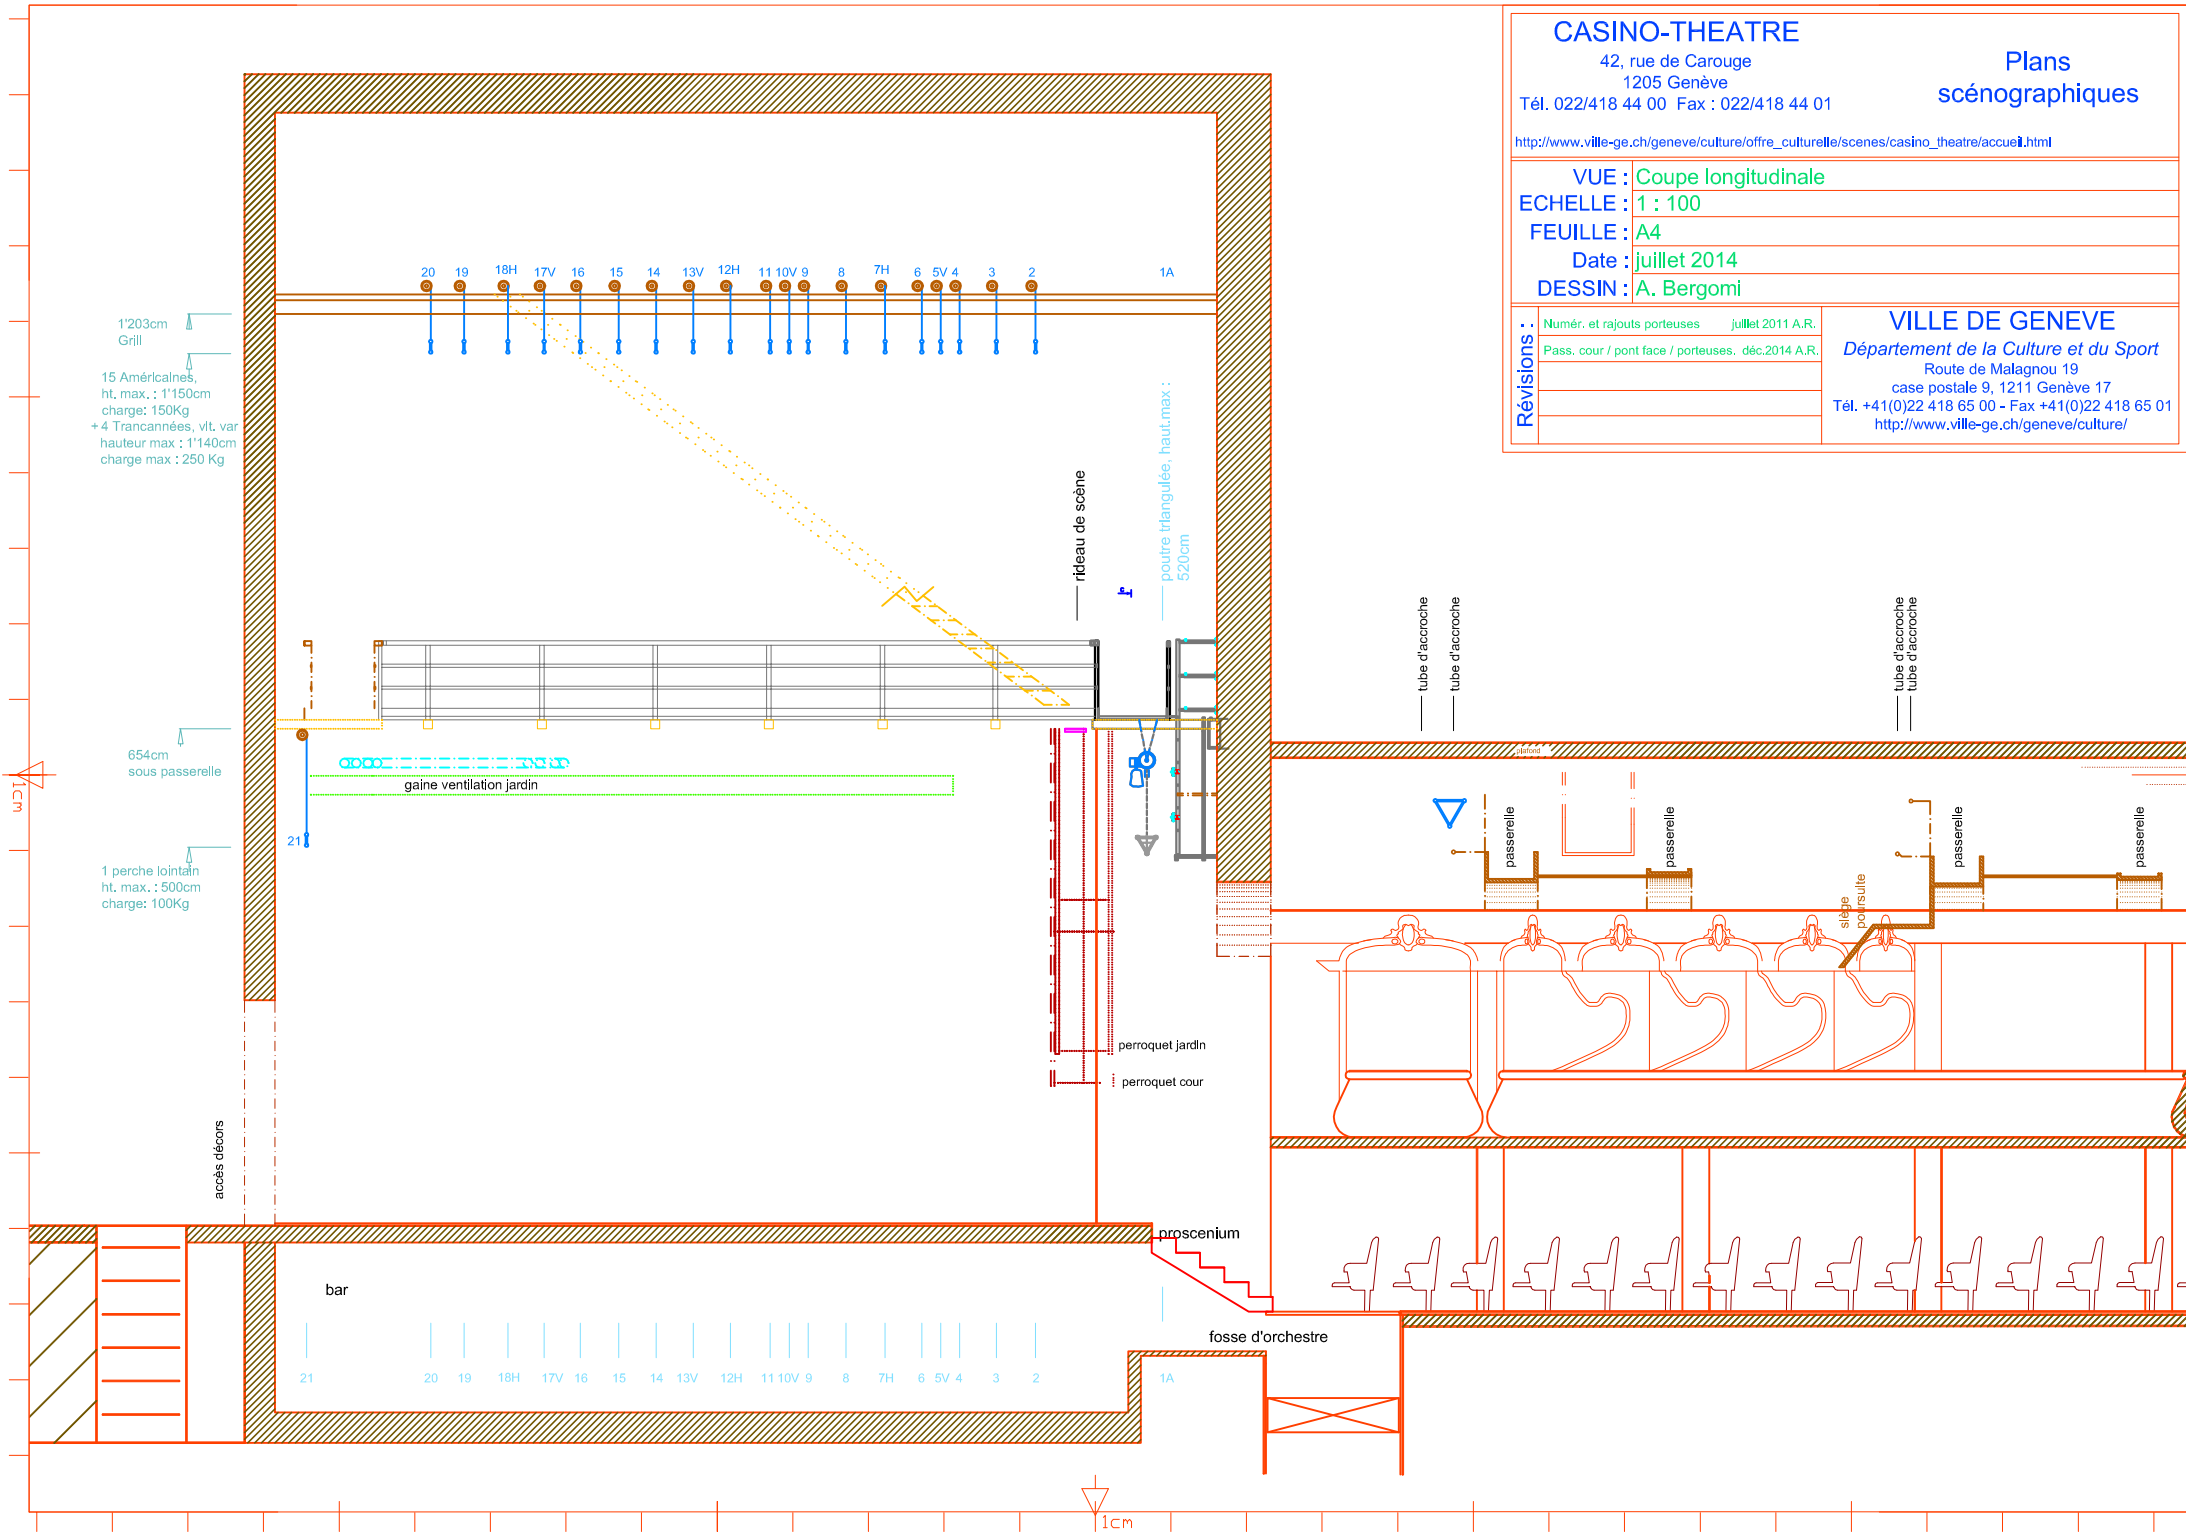 CASINO-THEATRE
42, rue de Carouge
1205 Genève
Tél. 022/418 44 00 Fax : 022/418 44 01
Plans
scénographiques
http://www.ville-ge.ch/geneve/culture/offre_culturelle/scenes/casino_theatre/accueil.html
VUE : Coupe longitudinale
ECHELLE : 1 : 100
FEUILLE : A4
Date : juillet 2014
DESSIN : A. Bergomi
Révisions :
Numér. et rajouts porteuses juillet 2011 A.R.
Pass. cour / pont face / porteuses. déc.2014 A.R.
VILLE DE GENEVE
Département de la Culture et du Sport
Route de Malagnou 19
case postale 9, 1211 Genève 17
Tél. +41(0)22 418 65 00 - Fax +41(0)22 418 65 01
http://www.ville-ge.ch/geneve/culture/
20 19 18H 17V 16 15 14 13V 12H 11 10V 9 8 7H 6 5V 4 3 2 1A
1'203cm
Grill
15 Américaines,
ht. max. : 1'150cm
charge: 150Kg
+ 4 Trancannées, vit. var
hauteur max : 1'140cm
charge max : 250 Kg
rideau de scène
poutre triangulée, haut.max :
520cm
tube d'accroche
tube d'accroche
tube d'accroche
tube d'accroche
654cm
sous passerelle
plafond
gaine ventilation jardin
1cm
21
passerelle
passerelle
passerelle
passerelle
1 perche lointain
ht. max. : 500cm
charge: 100Kg
siège
poursuite
perroquet jardin
perroquet cour
accès décors
proscenium
bar
fosse d'orchestre
21 20 19 18H 17V 16 15 14 13V 12H 11 10V 9 8 7H 6 5V 4 3 2 1A
1cm